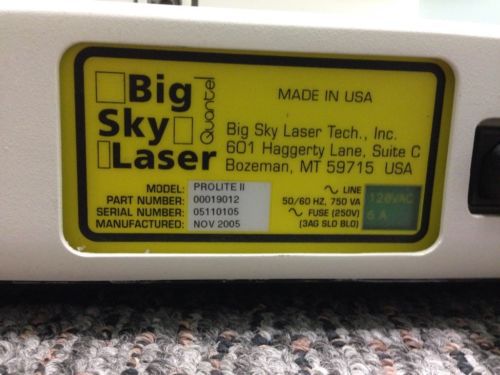 Big
Sky
Laser
Quantel
MADE IN USA
Big Sky Laser Tech., Inc.
601 Haggerty Lane, Suite C
Bozeman, MT 59715 USA
MODEL: PROLITE II
PART NUMBER: 00019012
SERIAL NUMBER: 05110105
MANUFACTURED: NOV 2005
∿ LINE
50/60 HZ, 750 VA
∿ FUSE (250V)
(3AG SLO BLO)
120VAC
6 A